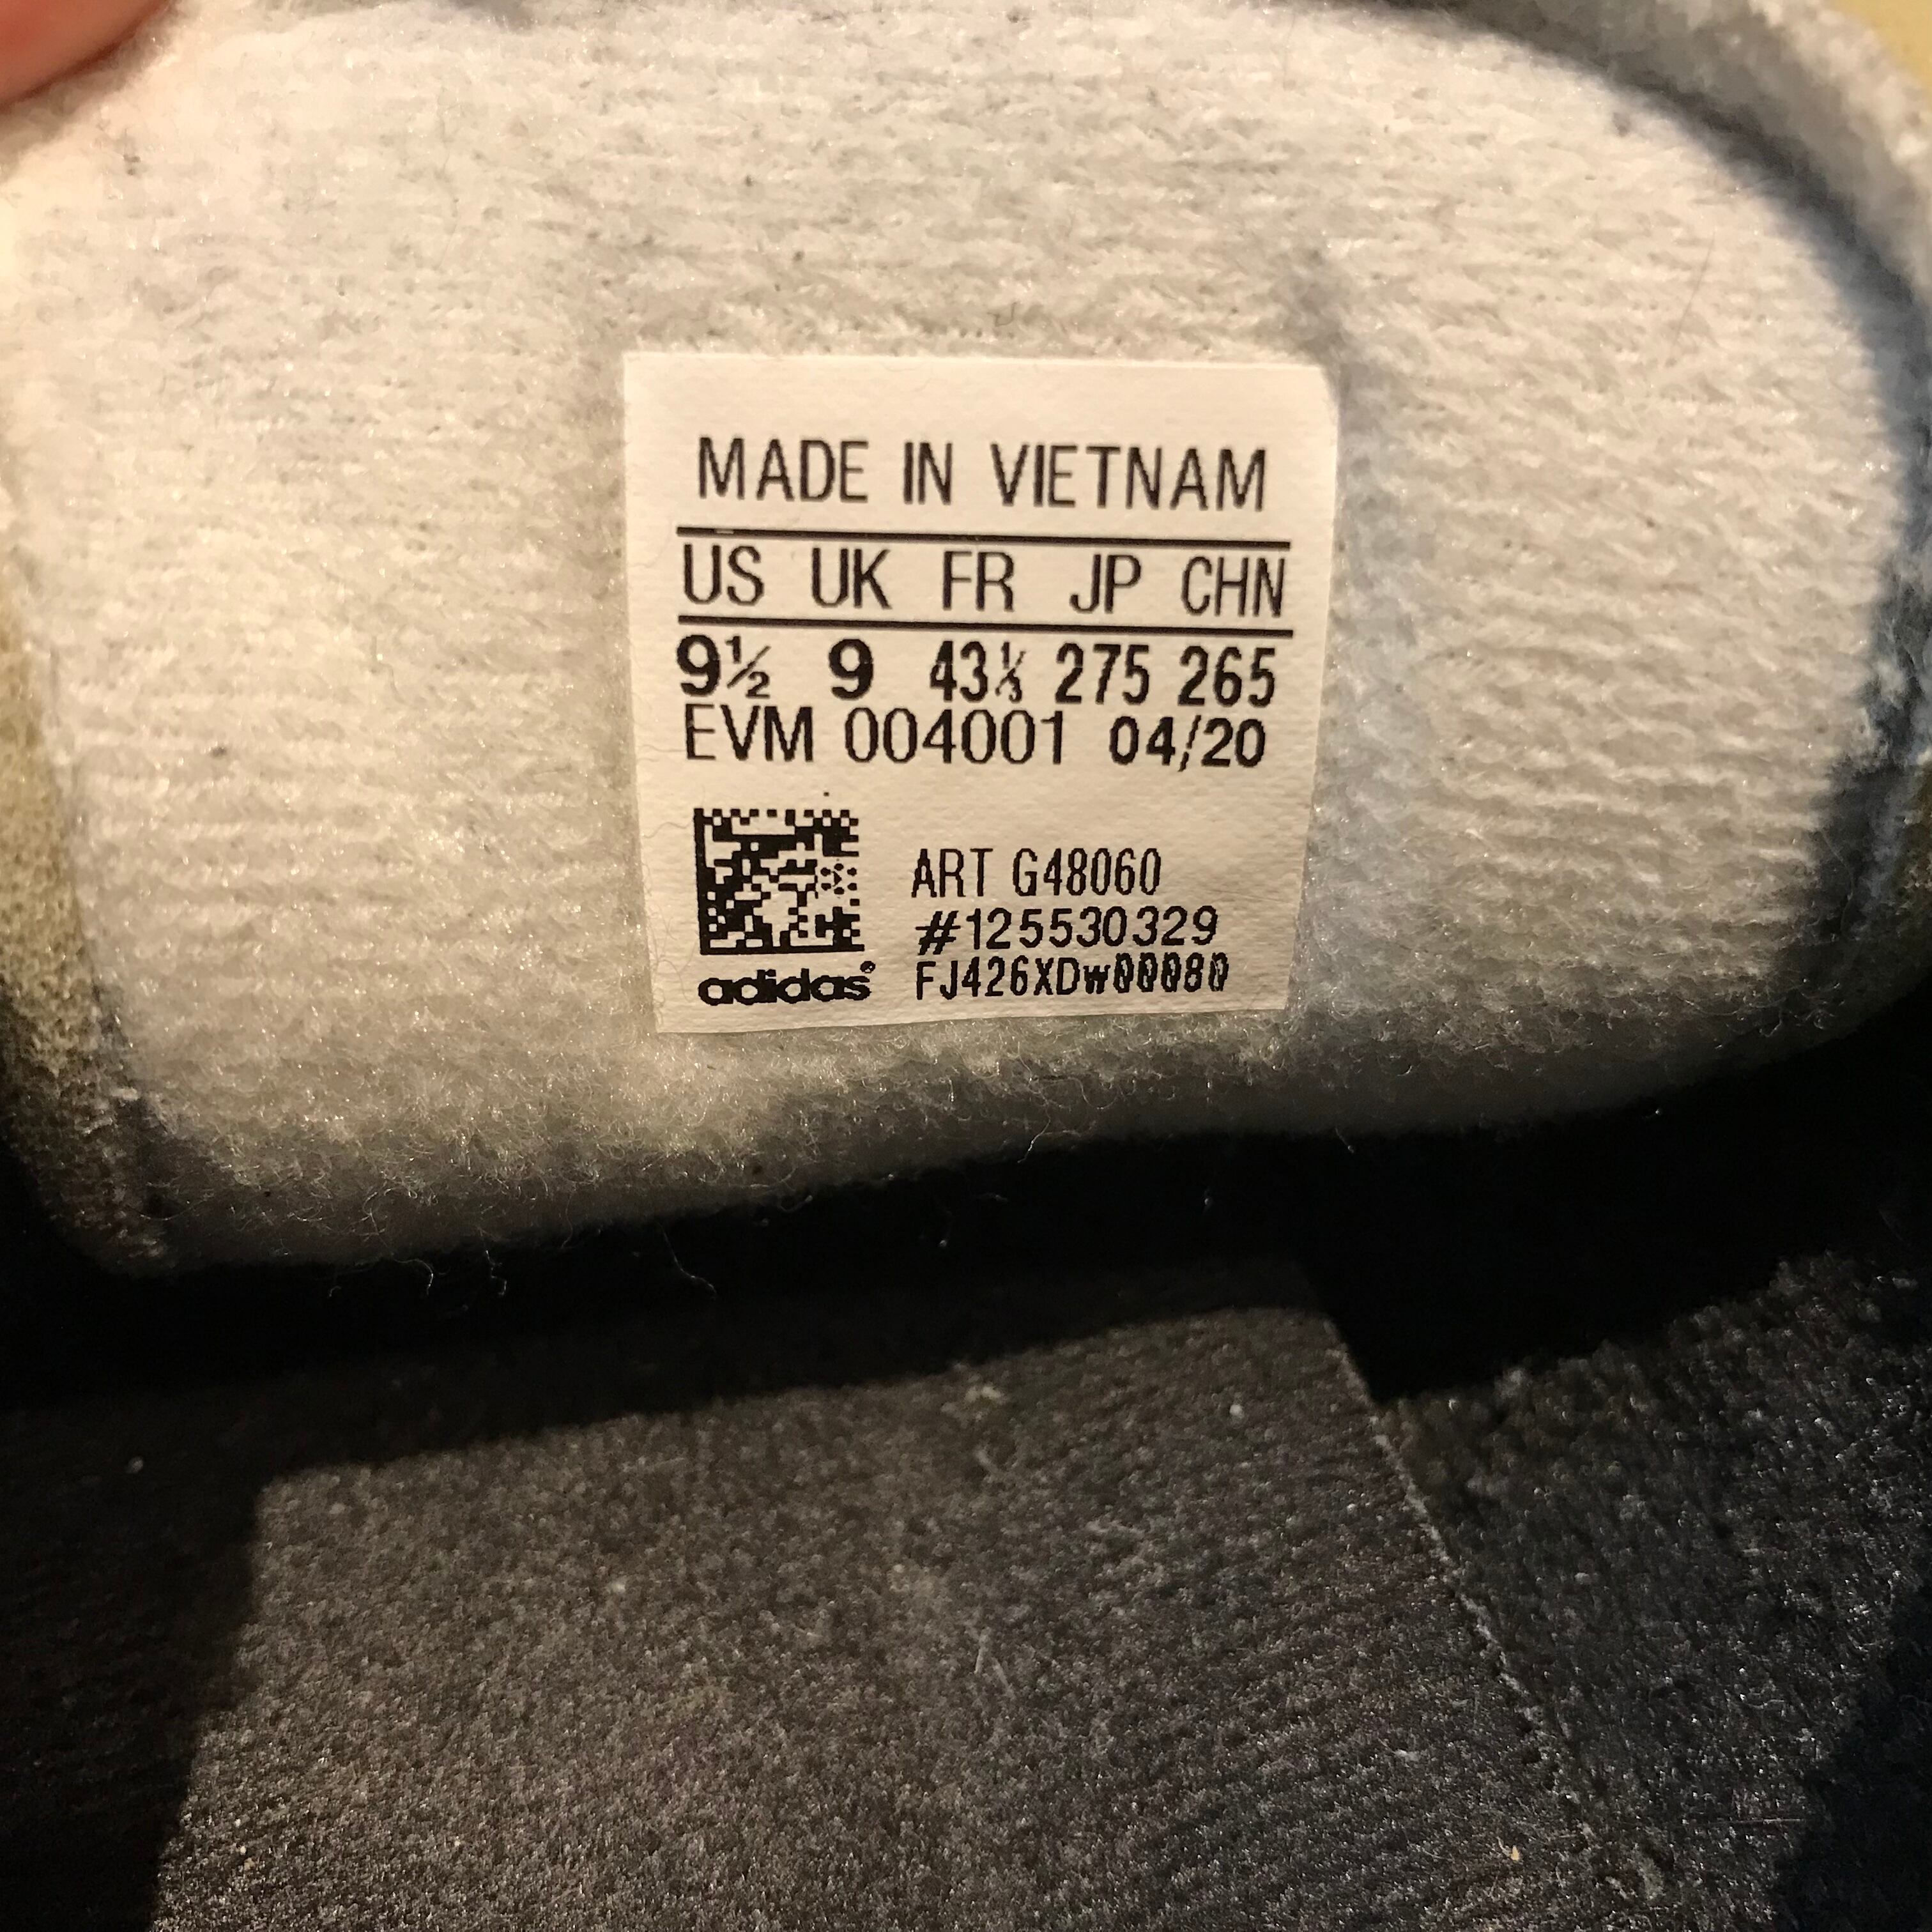 MADE IN VIETNAM
US UK FR JP CHN
9½ 9 43⅓ 275 265
EVM 004001 04/20
ART G48060
#125530329
adidas® FJ426XDw00080